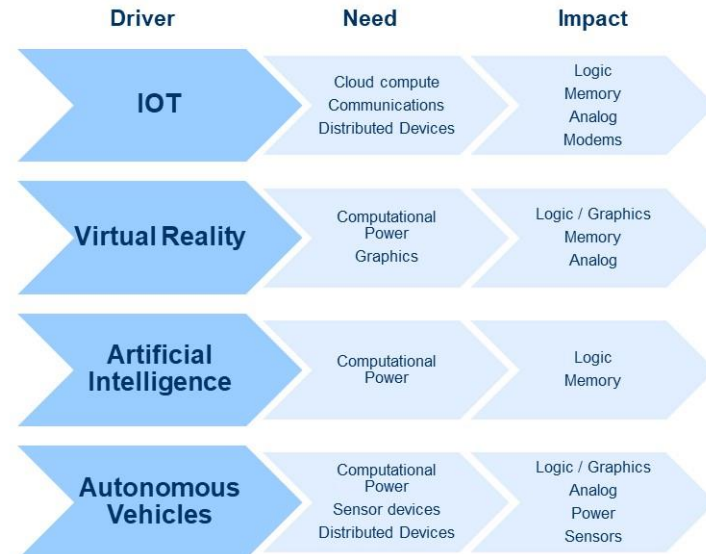 Driver
Need
Impact
IOT
Cloud compute
Communications
Distributed Devices
Logic
Memory
Analog
Modems
Virtual Reality
Computational
Power
Graphics
Logic / Graphics
Memory
Analog
Artificial
Intelligence
Computational
Power
Logic
Memory
Autonomous
Vehicles
Computational
Power
Sensor devices
Distributed Devices
Logic / Graphics
Analog
Power
Sensors